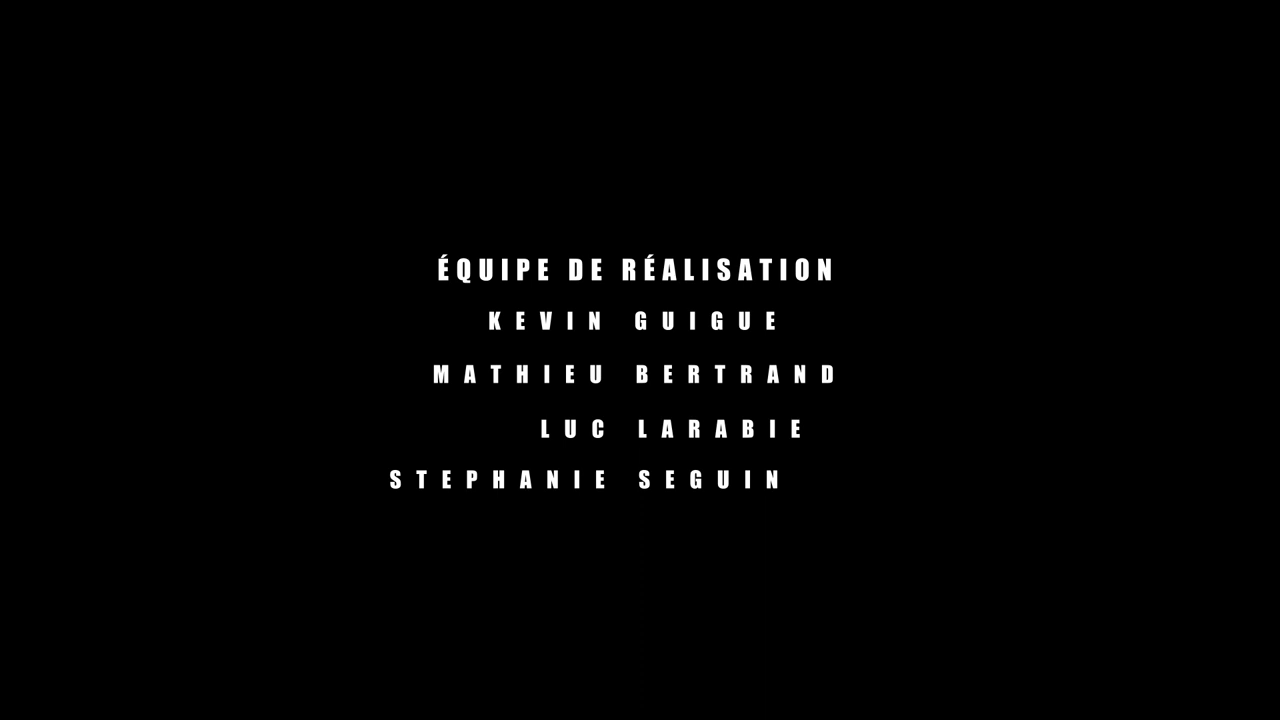 ÉQUIPE DE RÉALISATION
KEVIN GUIGUE
MATHIEU BERTRAND
LUC LARABIE
STEPHANIE SEGUIN